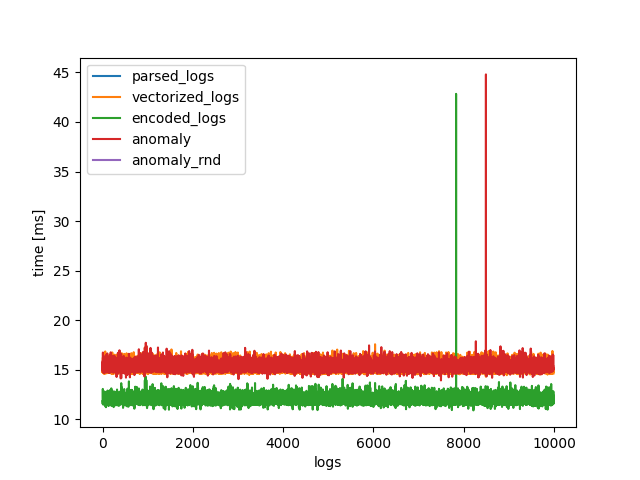 parsed_logs
vectorized_logs
encoded_logs
anomaly
anomaly_rnd
45
40
35
30
25
20
15
10
time [ms]
0 2000 4000 6000 8000 10000
logs